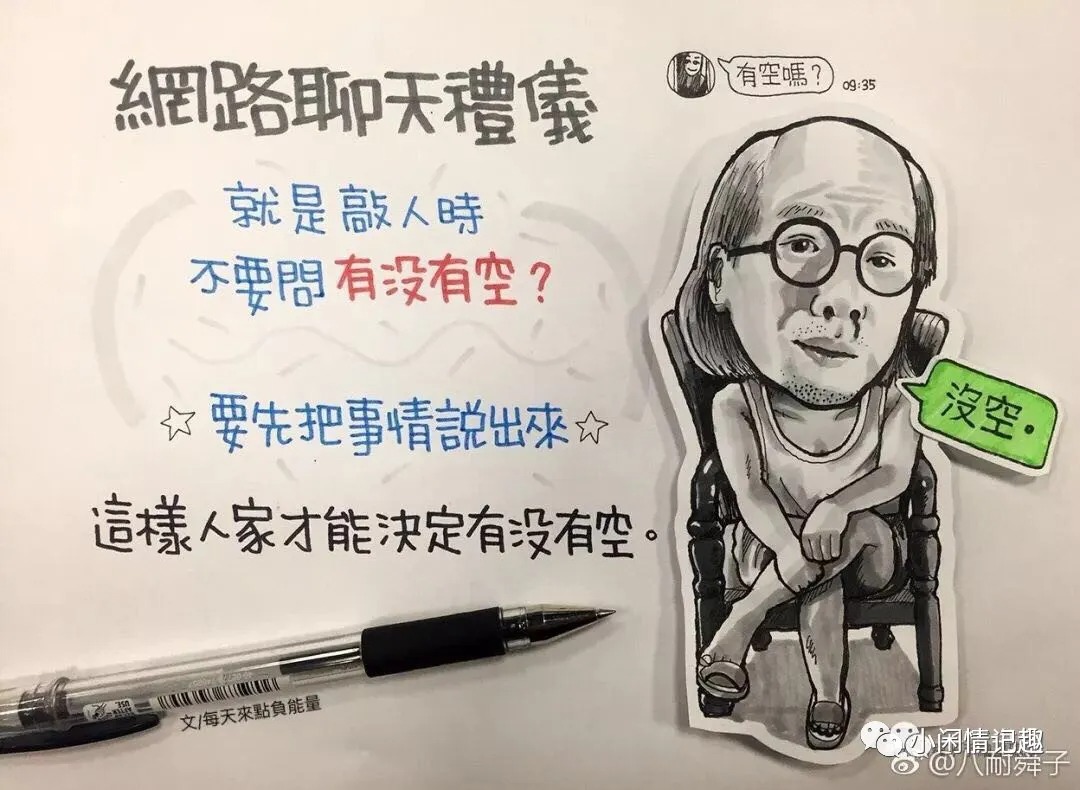 網路聊天禮儀
就是敲人時
不要問有没有空？
要先把事情説出來
這樣人家才能決定有没有空。
有空嗎？
09:35
沒空。
文/每天來點負能量
小闲情记趣
@八耐舜子